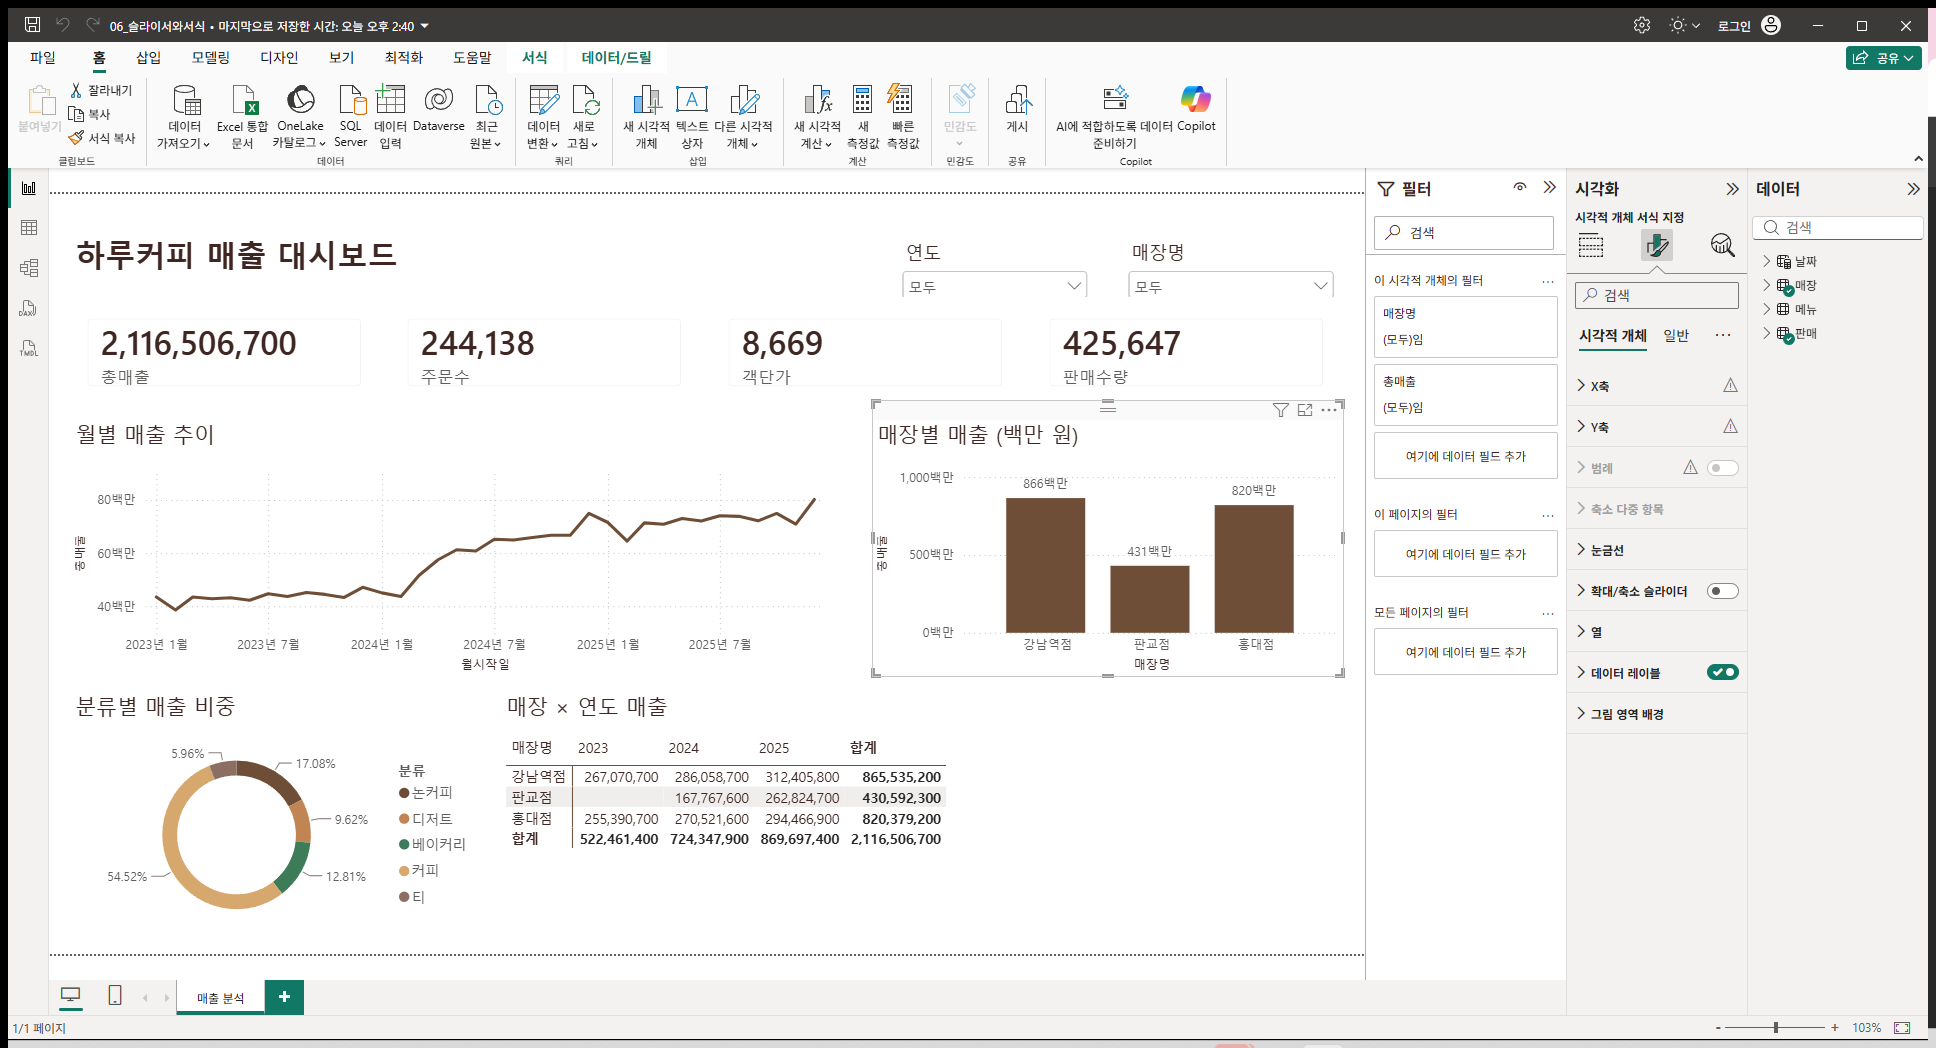 06_슬라이서와서식 • 마지막으로 저장한 시간: 오늘 오후 2:40
로그인
파일 홈 삽입 모델링 디자인 보기 최적화 도움말 서식 데이터/드릴
공유
붙여넣기
잘라내기
복사
서식 복사
클립보드
데이터 가져오기
Excel 통합 문서
OneLake 카탈로그
SQL Server
데이터 입력
Dataverse
최근 원본
데이터
데이터 변환
새로 고침
쿼리
새 시각적 개체
텍스트 상자
다른 시각적 개체
삽입
새 시각적 계산
새 측정값
빠른 측정값
계산
민감도
민감도
게시
공유
AI에 적합하도록 데이터 준비하기
Copilot
Copilot
DAX
TMDL
하루커피 매출 대시보드
연도
모두
매장명
모두
2,116,506,700
총매출
244,138
주문수
8,669
객단가
425,647
판매수량
월별 매출 추이
총매출
80백만
60백만
40백만
2023년 1월 2023년 7월 2024년 1월 2024년 7월 2025년 1월 2025년 7월
월시작일
매장별 매출 (백만 원)
총매출
1,000백만
500백만
0백만
866백만
431백만
820백만
강남역점 판교점 홍대점
매장명
분류별 매출 비중
5.96%
17.08%
9.62%
12.81%
54.52%
분류
논커피
디저트
베이커리
커피
티
매장 × 연도 매출
매장명 2023 2024 2025 합계
강남역점 267,070,700 286,058,700 312,405,800 865,535,200
판교점 167,767,600 262,824,700 430,592,300
홍대점 255,390,700 270,521,600 294,466,900 820,379,200
합계 522,461,400 724,347,900 869,697,400 2,116,506,700
필터
검색
이 시각적 개체의 필터
매장명
(모두)임
총매출
(모두)임
여기에 데이터 필드 추가
이 페이지의 필터
여기에 데이터 필드 추가
모든 페이지의 필터
여기에 데이터 필드 추가
시각화
시각적 개체 서식 지정
검색
시각적 개체 일반
X축
Y축
범례
축소 다중 항목
눈금선
확대/축소 슬라이더
열
데이터 레이블
그림 영역 배경
데이터
검색
날짜
매장
메뉴
판매
매출 분석
1/1 페이지
- + 103%